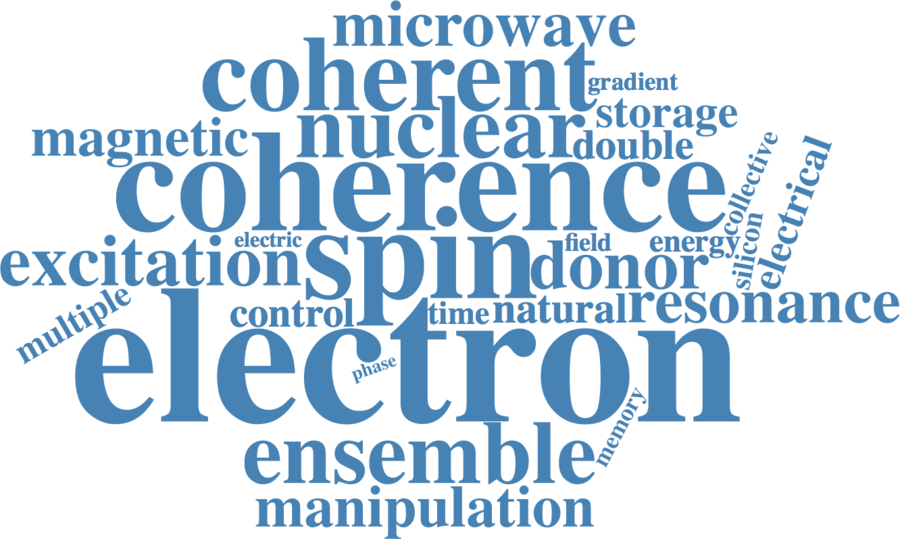 microwave
coherent
gradient
storage
magnetic
nuclear
double
coherence
collective
electrical
excitation
electric
spin
field
donor
energy
silicon
multiple
control
time
natural
resonance
electron
phase
memory
ensemble
manipulation